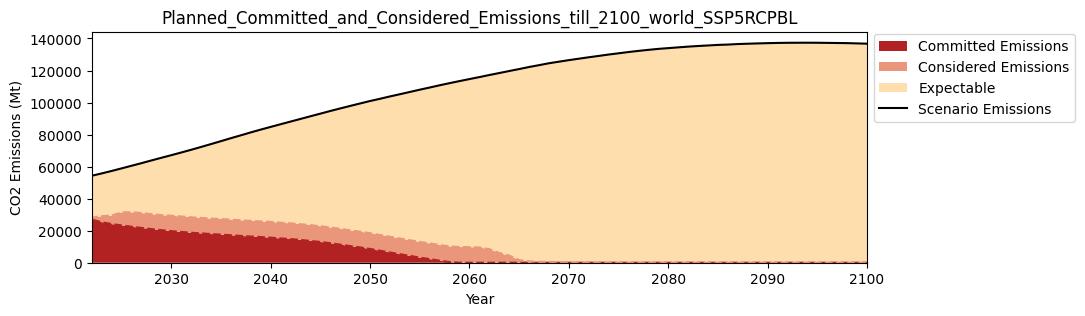 Planned_Committed_and_Considered_Emissions_till_2100_world_SSP5RCPBL
CO2 Emissions (Mt)
140000
120000
100000
80000
60000
40000
20000
0
2030
2040
2050
2060
2070
2080
2090
2100
Year
Committed Emissions
Considered Emissions
Expectable
Scenario Emissions